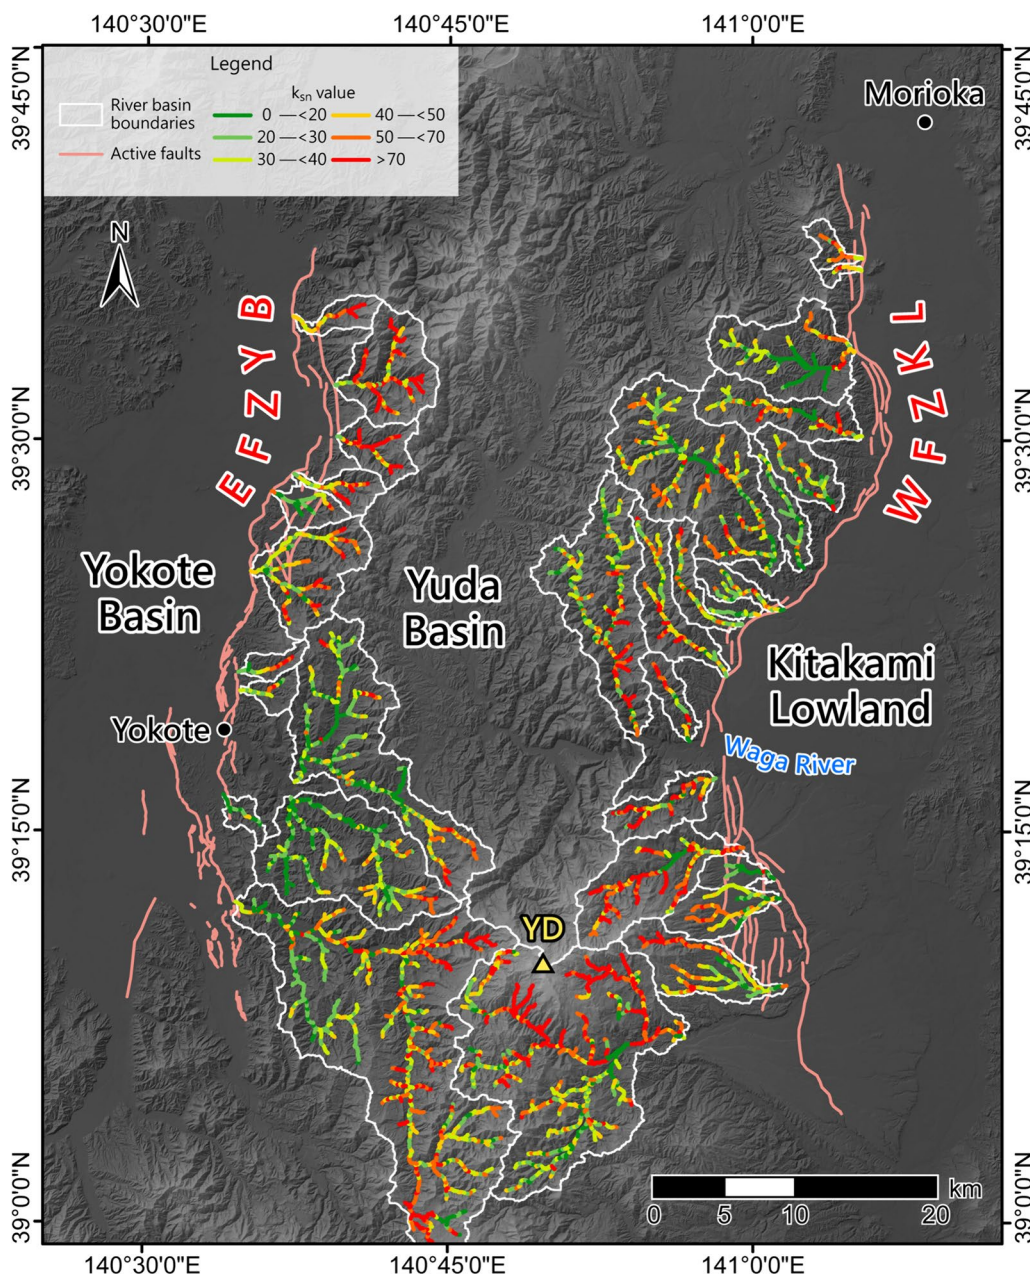 140°30'0"E 140°45'0"E 141°0'0"E
39°45'0"N 39°45'0"N
Legend
River basin
boundaries
Active faults
ksn value
0 —<20
20 —<30
30 —<40
40 —<50
50 —<70
>70
Morioka
N
EFZYB
WFZKL
39°30'0"N 39°30'0"N
Yokote
Basin
Yuda
Basin
Kitakami
Lowland
Yokote
Waga River
39°15'0"N 39°15'0"N
YD
39°0'0"N 39°0'0"N
km
0 5 10 20
140°30'0"E 140°45'0"E 141°0'0"E